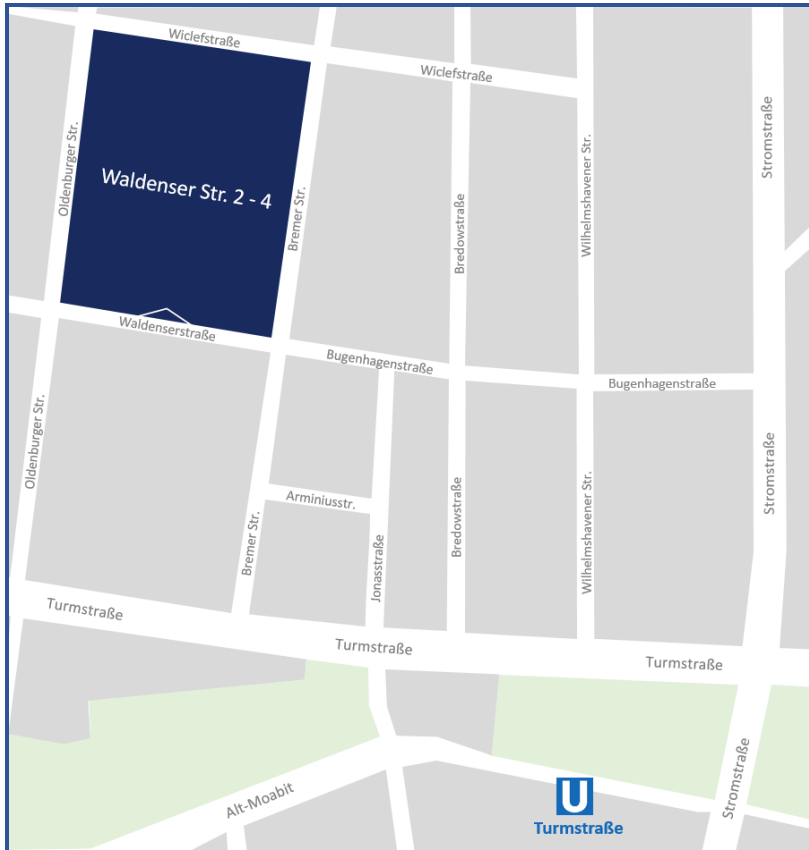 Wiclefstraße
Wiclefstraße
Oldenburger Str.
Waldenser Str. 2 - 4
Bremer Str.
Bredowstraße
Wilhelmshavener Str.
Stromstraße
Waldenserstraße
Bugenhagenstraße
Bugenhagenstraße
Oldenburger Str.
Arminiusstr.
Bremer Str.
Jonasstraße
Bredowstraße
Wilhelmshavener Str.
Stromstraße
Turmstraße
Turmstraße
Turmstraße
Alt-Moabit
U
Turmstraße
Stromstraße